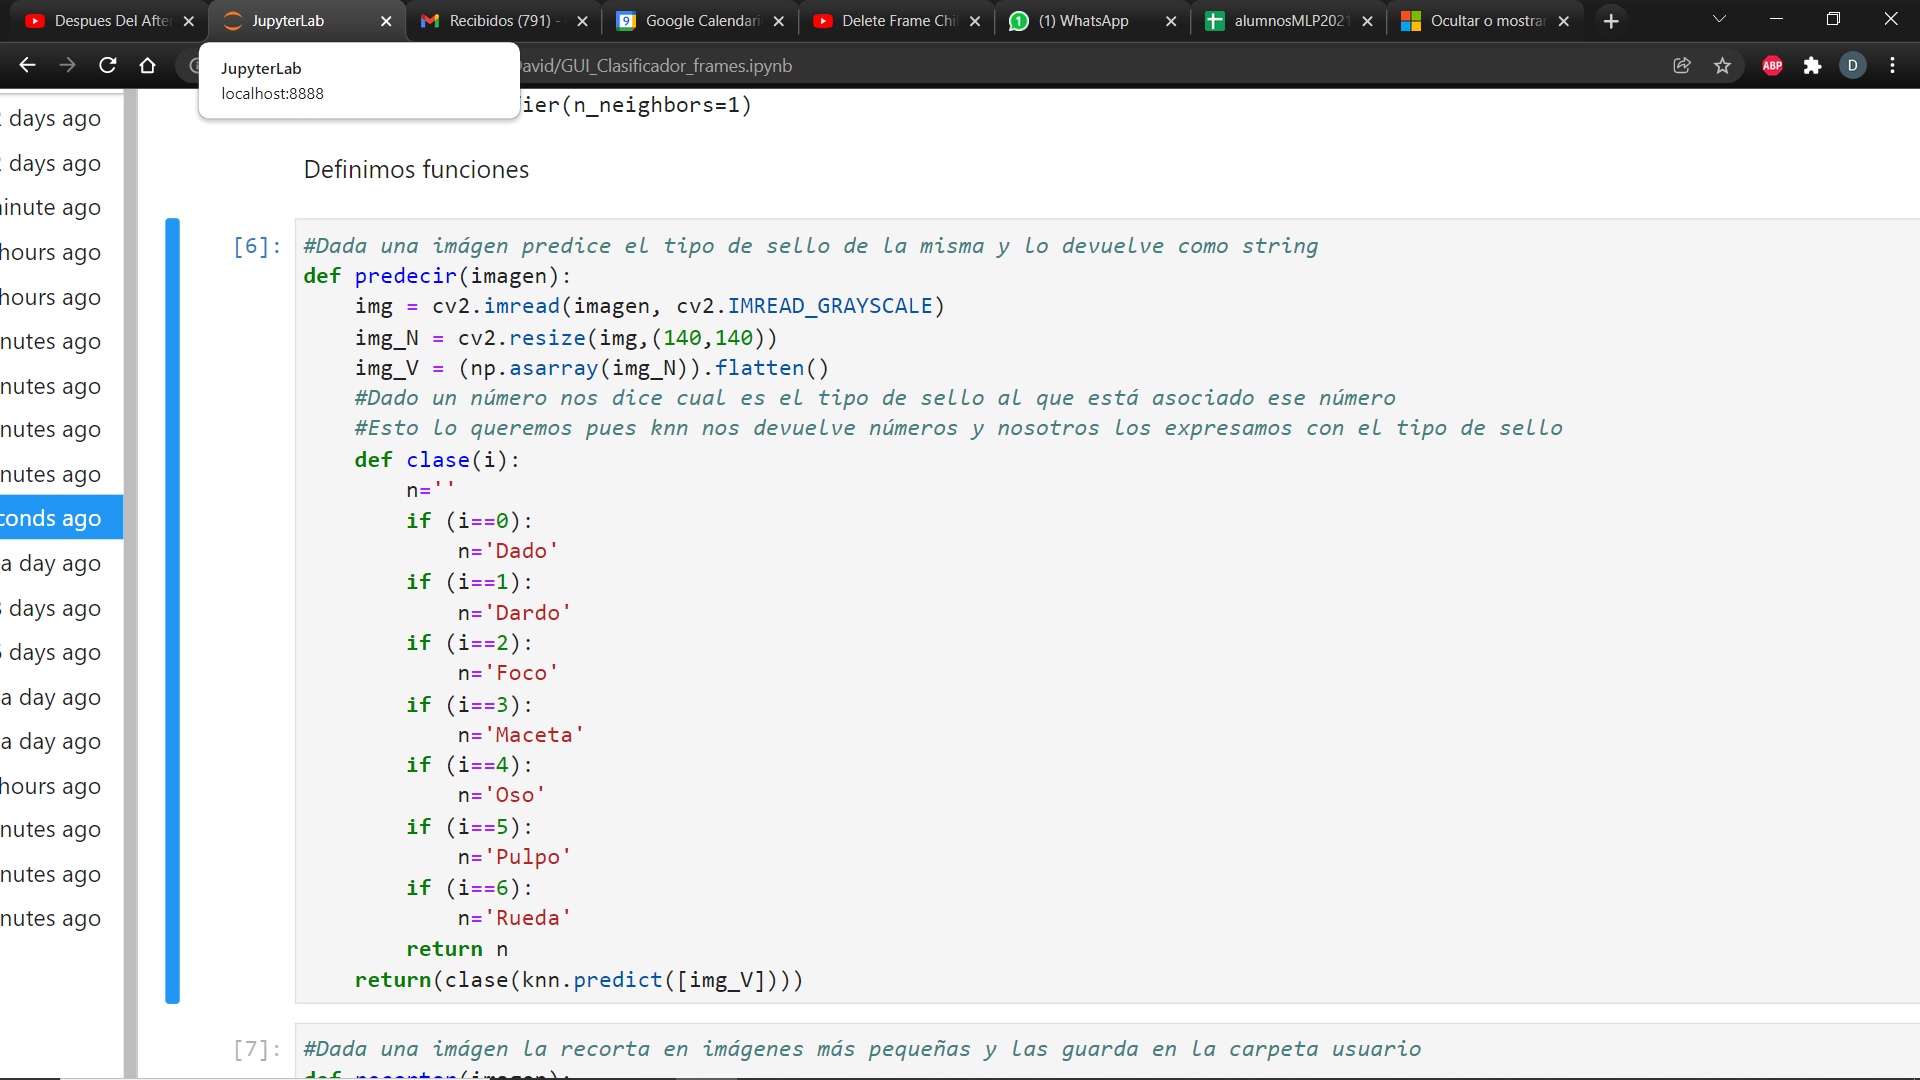 Despues Del Afte
JupyterLab
Recibidos (791) -
Google Calendari
Delete Frame Chi
(1) WhatsApp
alumnosMLP2021
Ocultar o mostrar
JupyterLab
localhost:8888
avid/GUI_Clasificador_frames.ipynb
ABP
D
ier(n_neighbors=1)
Definimos funciones
days ago
days ago
inute ago
hours ago
hours ago
nutes ago
nutes ago
nutes ago
nutes ago
conds ago
a day ago
days ago
days ago
a day ago
a day ago
hours ago
nutes ago
nutes ago
nutes ago
[6]:
#Dada una imágen predice el tipo de sello de la misma y lo devuelve como string
def predecir(imagen):
    img = cv2.imread(imagen, cv2.IMREAD_GRAYSCALE)
    img_N = cv2.resize(img,(140,140))
    img_V = (np.asarray(img_N)).flatten()
    #Dado un número nos dice cual es el tipo de sello al que está asociado ese número
    #Esto lo queremos pues knn nos devuelve números y nosotros los expresamos con el tipo de sello
    def clase(i):
        n=''
        if (i==0):
            n='Dado'
        if (i==1):
            n='Dardo'
        if (i==2):
            n='Foco'
        if (i==3):
            n='Maceta'
        if (i==4):
            n='Oso'
        if (i==5):
            n='Pulpo'
        if (i==6):
            n='Rueda'
        return n
    return(clase(knn.predict([img_V])))
[7]:
#Dada una imágen la recorta en imágenes más pequeñas y las guarda en la carpeta usuario
def recortar(imagen):